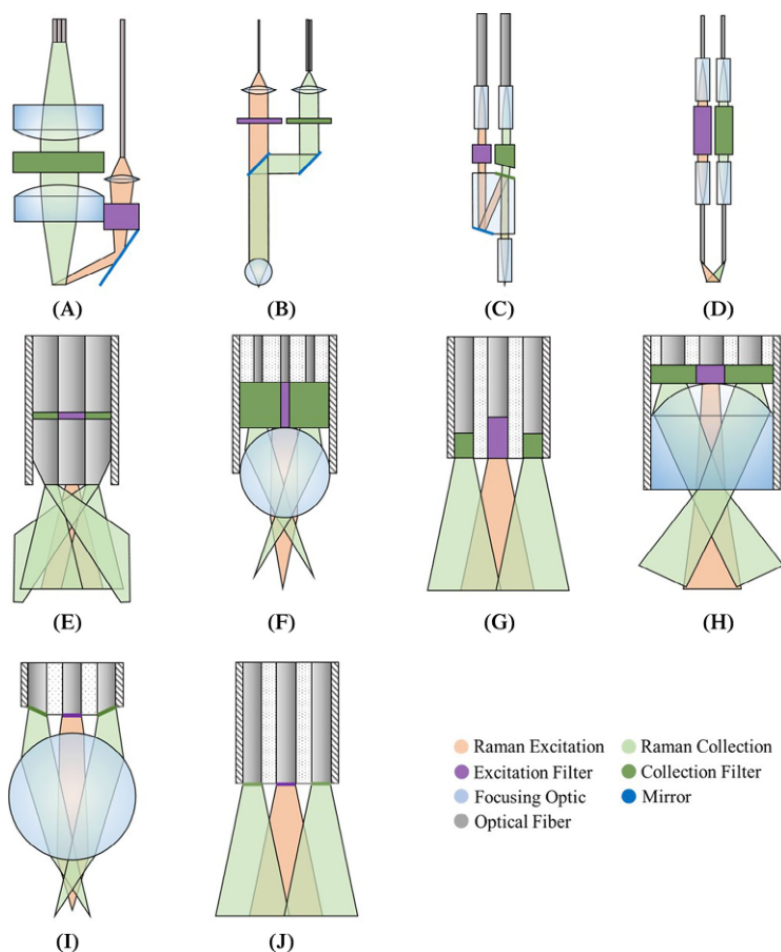 (A) (B) (C) (D)
(E) (F) (G) (H)
Raman Excitation Raman Collection
Excitation Filter Collection Filter
Focusing Optic Mirror
Optical Fiber
(I) (J)